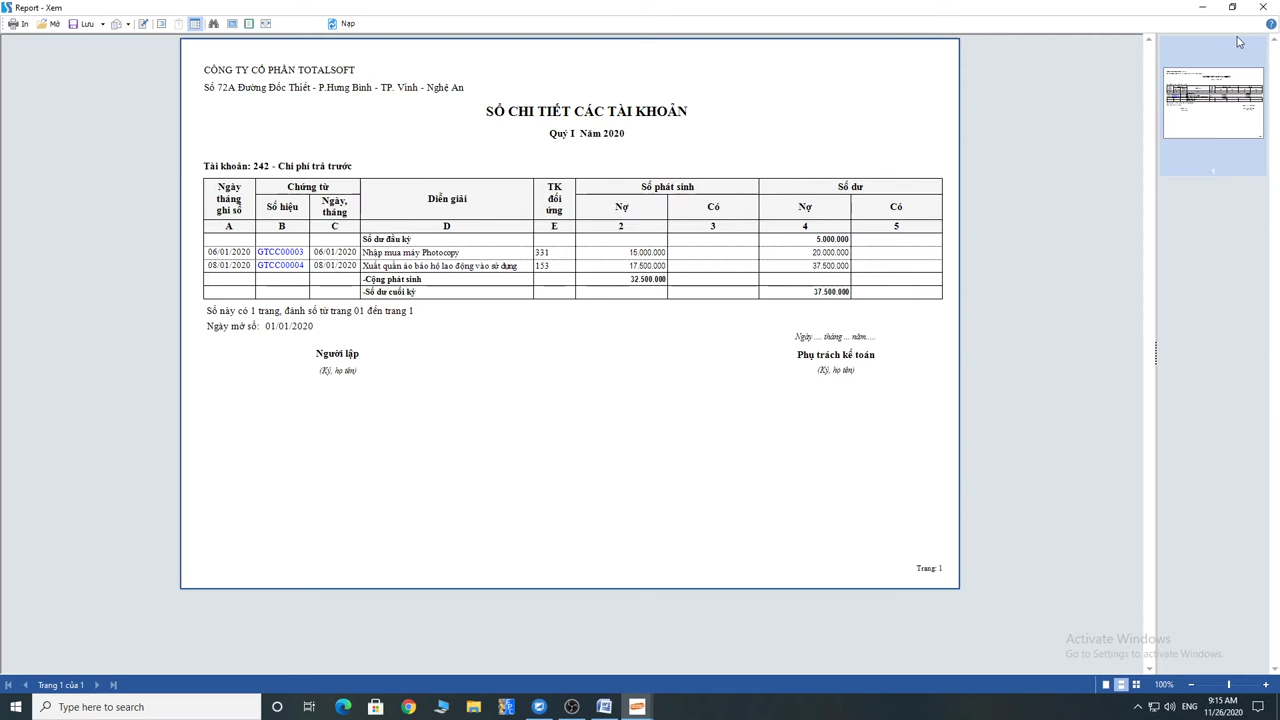 Report - Xem
In Mở Lưu Nạp
CÔNG TY CỔ PHẦN TOTALSOFT
Số 72A Đường Đốc Thiết - P.Hưng Bình - TP. Vinh - Nghệ An
SỔ CHI TIẾT CÁC TÀI KHOẢN
Quý I Năm 2020
Tài khoản: 242 - Chi phí trả trước
Ngày tháng ghi sổ Chứng từ Diễn giải TK đối ứng Số phát sinh Số dư
Số hiệu Ngày, tháng Nợ Có Nợ Có
A B C D E 2 3 4 5
Số dư đầu kỳ 5.000.000
06/01/2020 GTCC00003 06/01/2020 Nhập mua máy Photocopy 331 15.000.000 20.000.000
08/01/2020 GTCC00004 08/01/2020 Xuất quần áo bảo hộ lao động vào sử dụng 153 17.500.000 37.500.000
-Cộng phát sinh 32.500.000
-Số dư cuối kỳ 37.500.000
Sổ này có 1 trang, đánh số từ trang 01 đến trang 1
Ngày mở sổ: 01/01/2020
Ngày .... tháng ... năm.....
Người lập Phụ trách kế toán
(Ký, họ tên) (Ký, họ tên)
Trang: 1
1
Activate Windows
Go to Settings to activate Windows.
Trang 1 của 1 100%
Type here to search
ENG
9:15 AM
11/26/2020